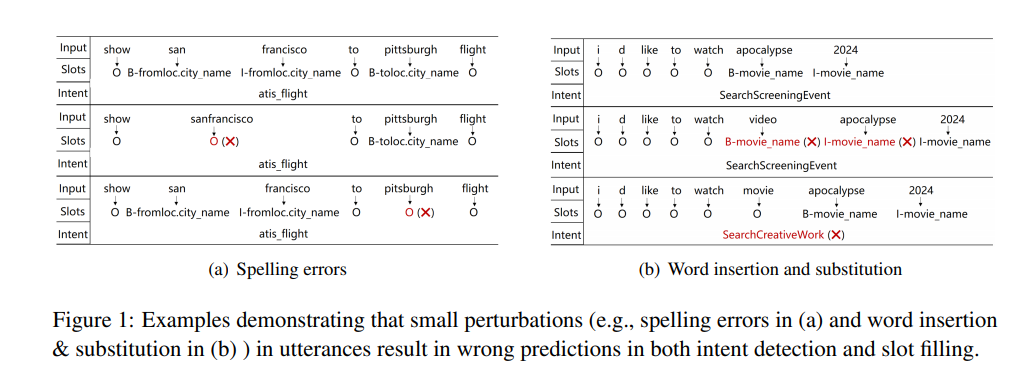 Input show san francisco to pittsburgh flight
Slots O B-fromloc.city_name I-fromloc.city_name O B-toloc.city_name O
Intent atis_flight
Input show sanfrancisco to pittsburgh flight
Slots O O (✗) O B-toloc.city_name O
Intent atis_flight
Input show san francisco to pitsburgh flight
Slots O B-fromloc.city_name I-fromloc.city_name O O (✗) O
Intent atis_flight
(a) Spelling errors
Input i d like to watch apocalypse 2024
Slots O O O O O B-movie_name I-movie_name
Intent SearchScreeningEvent
Input i d like to watch video apocalypse 2024
Slots O O O O O B-movie_name (✗) I-movie_name (✗) I-movie_name
Intent SearchScreeningEvent
Input i d like to watch movie apocalypse 2024
Slots O O O O O O B-movie_name I-movie_name
Intent SearchCreativeWork (✗)
(b) Word insertion and substitution
Figure 1: Examples demonstrating that small perturbations (e.g., spelling errors in (a) and word insertion
& substitution in (b) ) in utterances result in wrong predictions in both intent detection and slot filling.